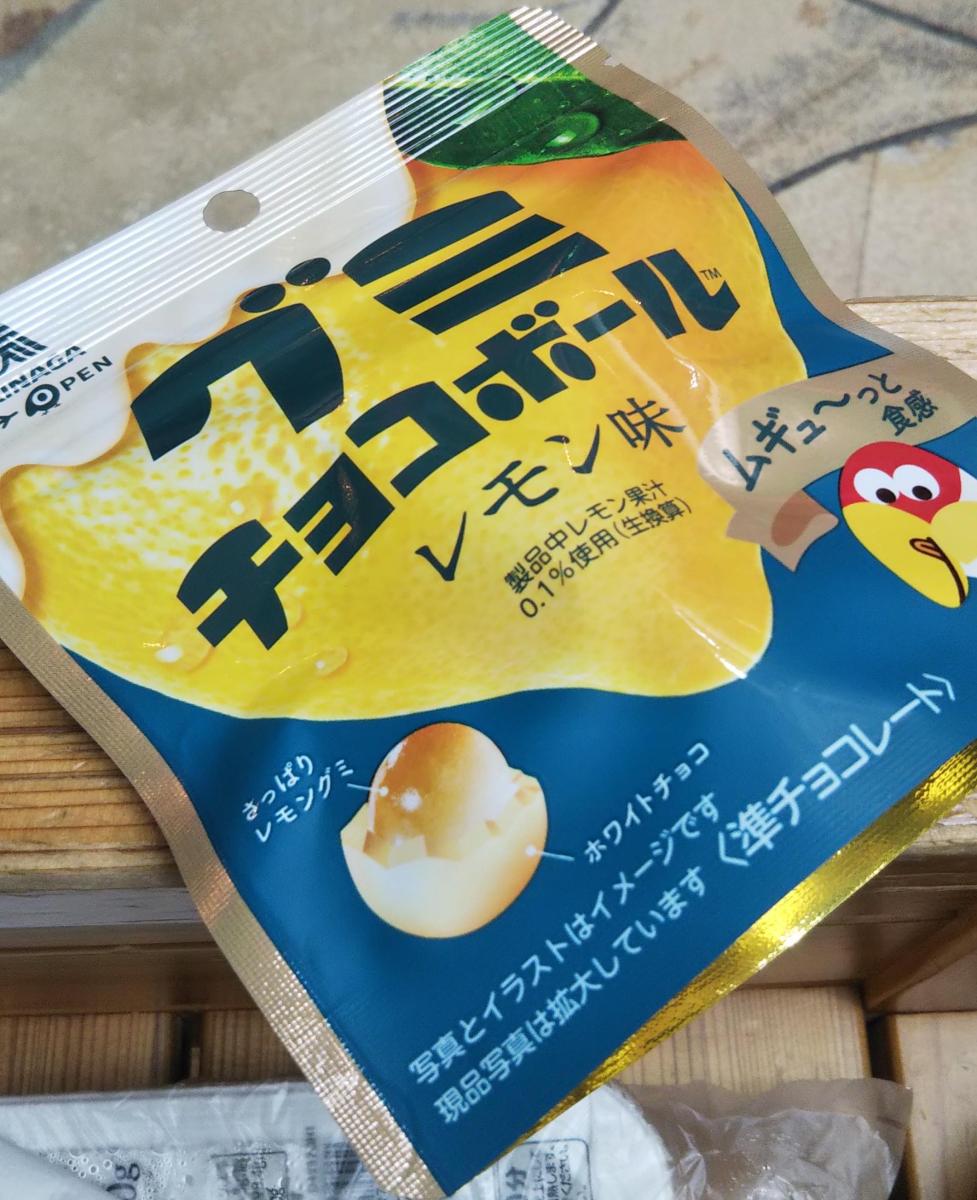 OPEN
グミ
チョコボール™
レモン味
製品中レモン果汁
0.1%使用(生換算)
ムギュ〜っと
食感
さっぱり
レモングミ
ホワイトチョコ
写真とイラストはイメージです
現品写真は拡大しています
〈準チョコレート〉